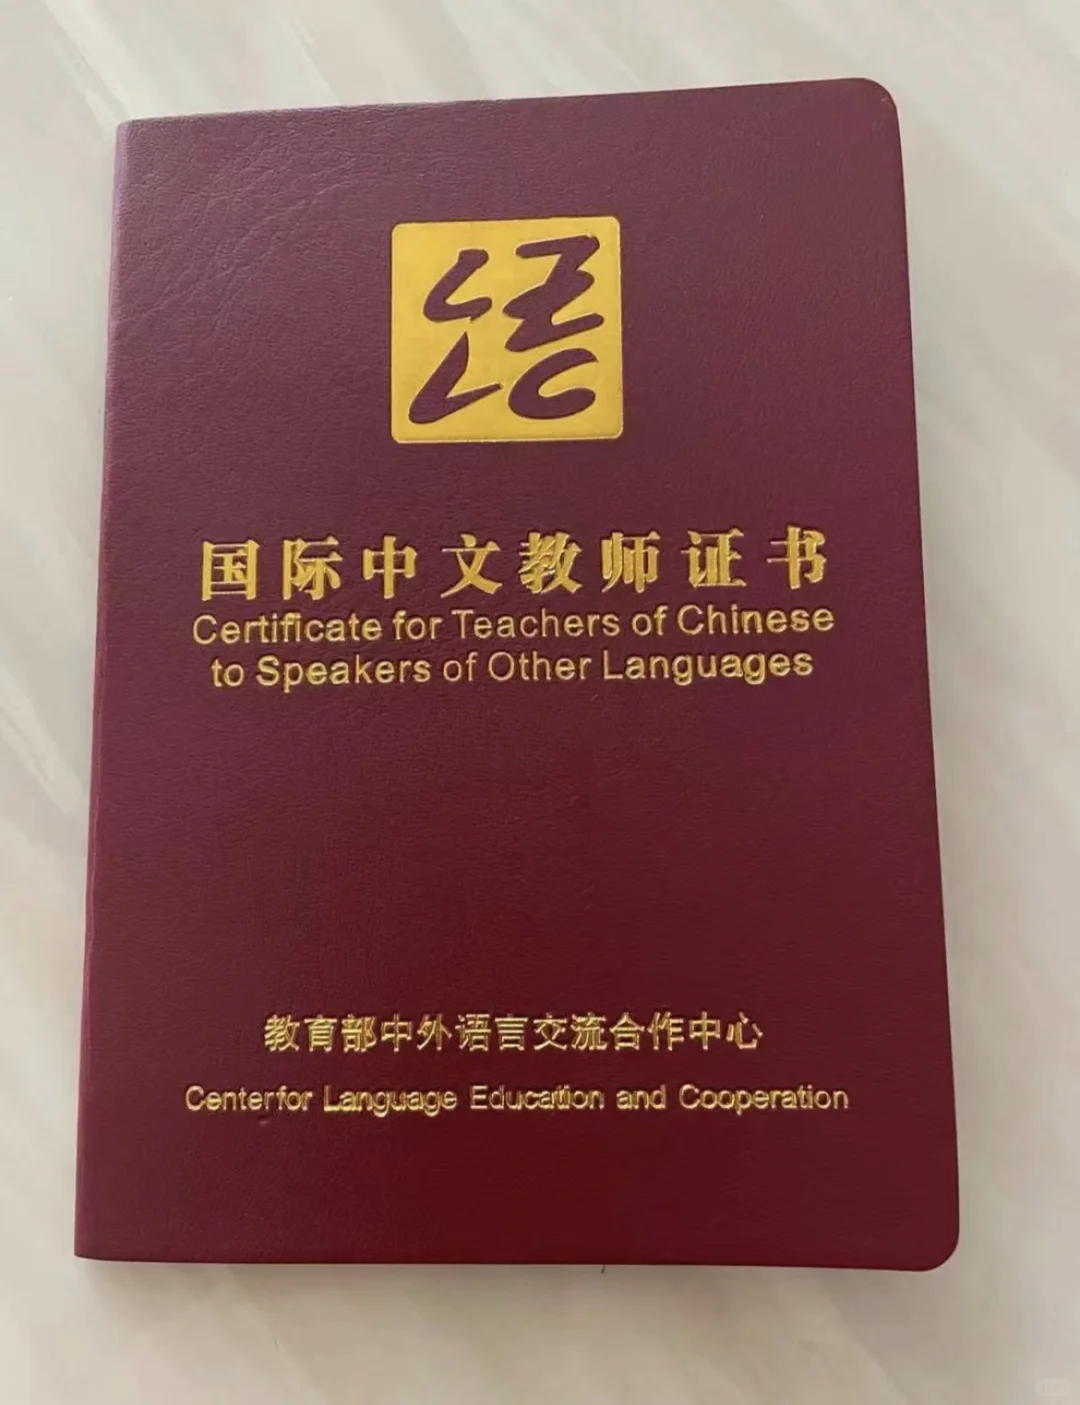 国际中文教师证书
Certificate for Teachers of Chinese
to Speakers of Other Languages
教育部中外语言交流合作中心
Centerfor Language Education and Cooperation